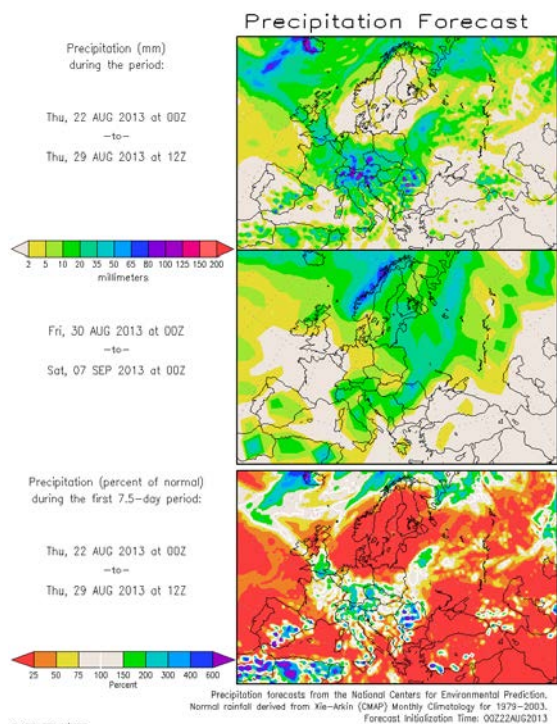 Precipitation Forecast
Precipitation (mm)
during the period:
Thu, 22 AUG 2013 at 00Z
-to-
Thu, 29 AUG 2013 at 12Z
2 5 10 20 35 50 65 80 100 125 150 200
millimeters
Fri, 30 AUG 2013 at 00Z
-to-
Sat, 07 SEP 2013 at 00Z
Precipitation (percent of normal)
during the first 7.5-day period:
Thu, 22 AUG 2013 at 00Z
-to-
Thu, 29 AUG 2013 at 12Z
25 50 75 100 150 200 300 400 600
Percent
Precipitation forecasts from the National Centers for Environmental Prediction.
Normal rainfall derived from Xie-Arkin (CMAP) Monthly Climatology for 1979-2003.
Forecast Initialization Time: 00Z22AUG2013